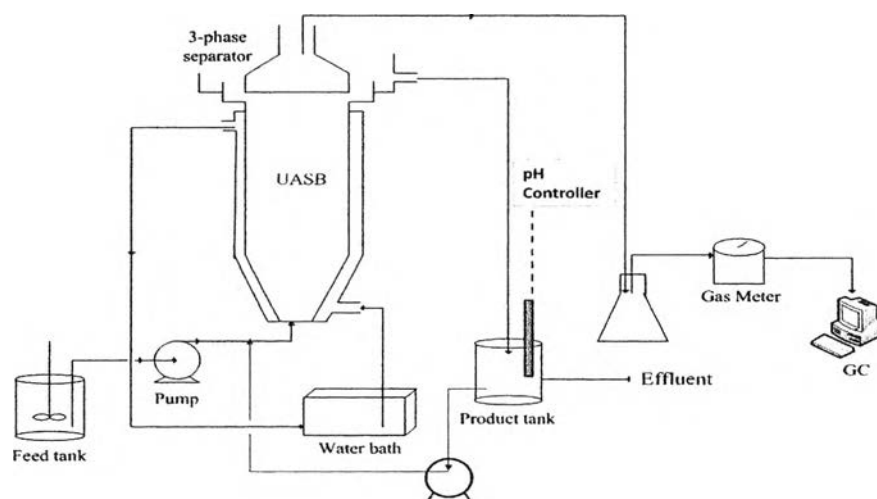 3-phase
separator
UASB
pH
Controller
Gas Meter
GC
Effluent
Pump
Product tank
Feed tank
Water bath